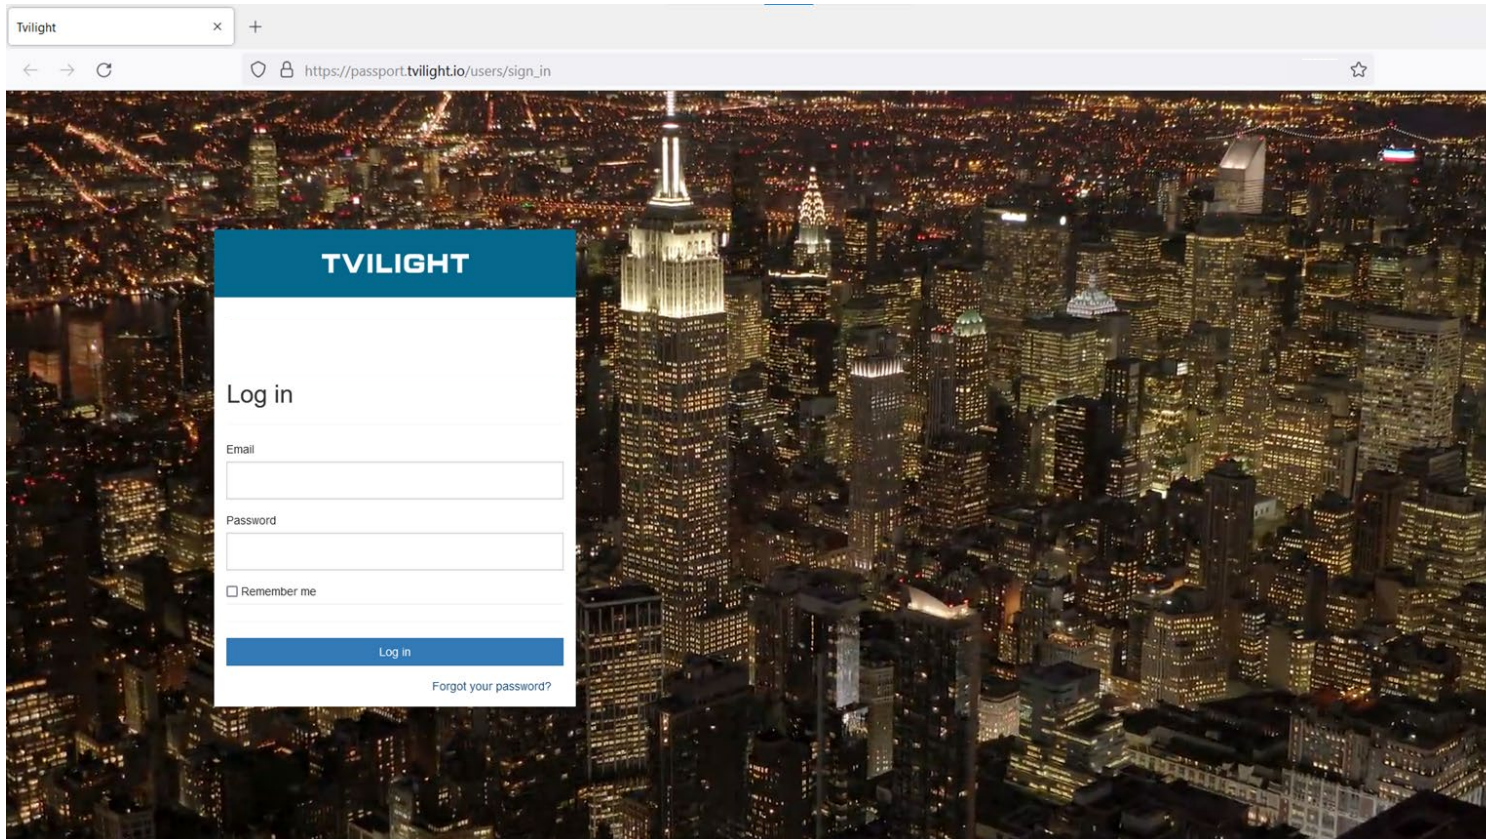 Tvilight
https://passport.tvilight.io/users/sign_in
TVILIGHT
Log in
Email
Password
Remember me
Log in
Forgot your password?